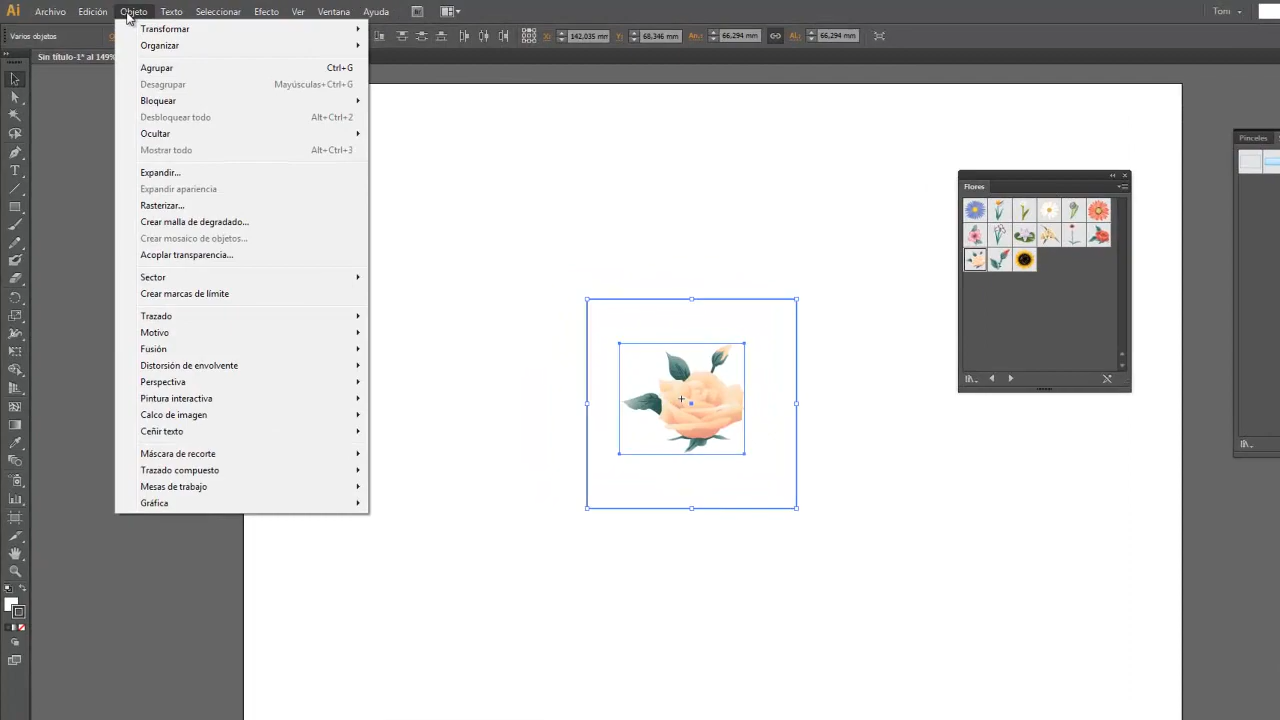 Ai Archivo Edición Objeto Texto Seleccionar Efecto Ver Ventana Ayuda Toni
Varios objetos X: 142,035 mm Y: 68,346 mm An.: 66,294 mm Al.: 66,294 mm
Sin título-1* al 149%
Transformar
Organizar
Agrupar Ctrl+G
Desagrupar Mayúsculas+Ctrl+G
Bloquear
Desbloquear todo Alt+Ctrl+2
Ocultar
Mostrar todo Alt+Ctrl+3
Expandir...
Expandir apariencia
Rasterizar...
Crear malla de degradado...
Crear mosaico de objetos...
Acoplar transparencia...
Sector
Crear marcas de límite
Trazado
Motivo
Fusión
Distorsión de envolvente
Perspectiva
Pintura interactiva
Calco de imagen
Ceñir texto
Máscara de recorte
Trazado compuesto
Mesas de trabajo
Gráfica
Flores
Pinceles